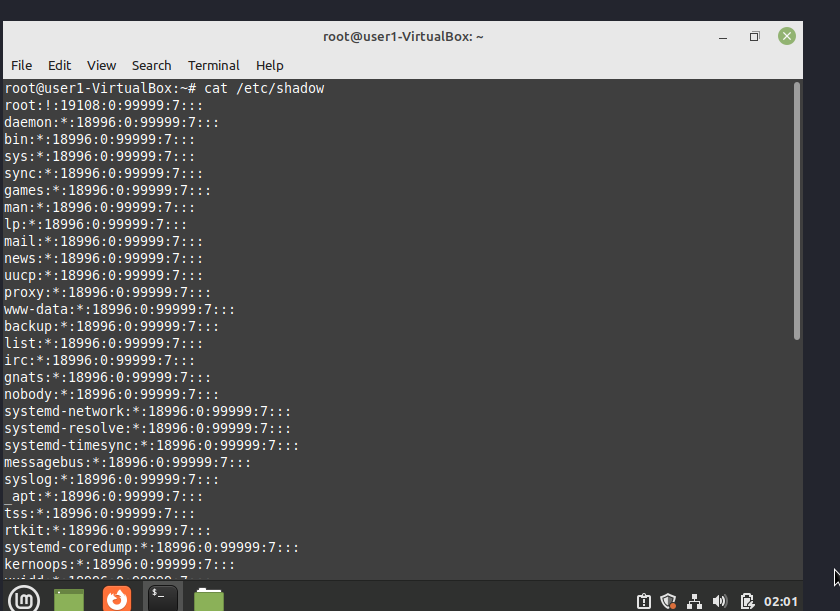 root@user1-VirtualBox: ~
File Edit View Search Terminal Help
root@user1-VirtualBox:~# cat /etc/shadow
root:!:19108:0:99999:7:::
daemon:*:18996:0:99999:7:::
bin:*:18996:0:99999:7:::
sys:*:18996:0:99999:7:::
sync:*:18996:0:99999:7:::
games:*:18996:0:99999:7:::
man:*:18996:0:99999:7:::
lp:*:18996:0:99999:7:::
mail:*:18996:0:99999:7:::
news:*:18996:0:99999:7:::
uucp:*:18996:0:99999:7:::
proxy:*:18996:0:99999:7:::
www-data:*:18996:0:99999:7:::
backup:*:18996:0:99999:7:::
list:*:18996:0:99999:7:::
irc:*:18996:0:99999:7:::
gnats:*:18996:0:99999:7:::
nobody:*:18996:0:99999:7:::
systemd-network:*:18996:0:99999:7:::
systemd-resolve:*:18996:0:99999:7:::
systemd-timesync:*:18996:0:99999:7:::
messagebus:*:18996:0:99999:7:::
syslog:*:18996:0:99999:7:::
_apt:*:18996:0:99999:7:::
tss:*:18996:0:99999:7:::
rtkit:*:18996:0:99999:7:::
systemd-coredump:*:18996:0:99999:7:::
kernoops:*:18996:0:99999:7:::
02:01